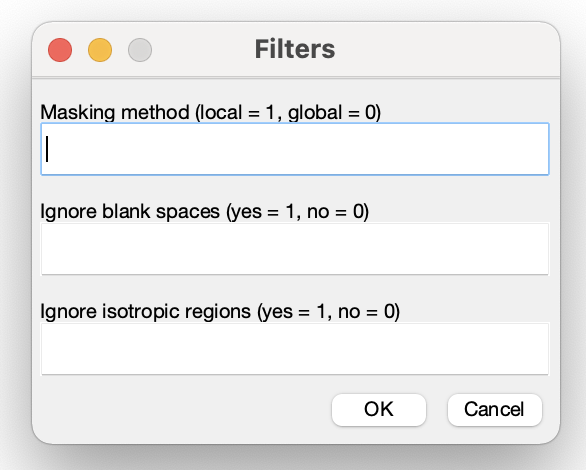 Filters
Masking method (local = 1, global = 0)
Ignore blank spaces (yes = 1, no = 0)
Ignore isotropic regions (yes = 1, no = 0)
OK Cancel